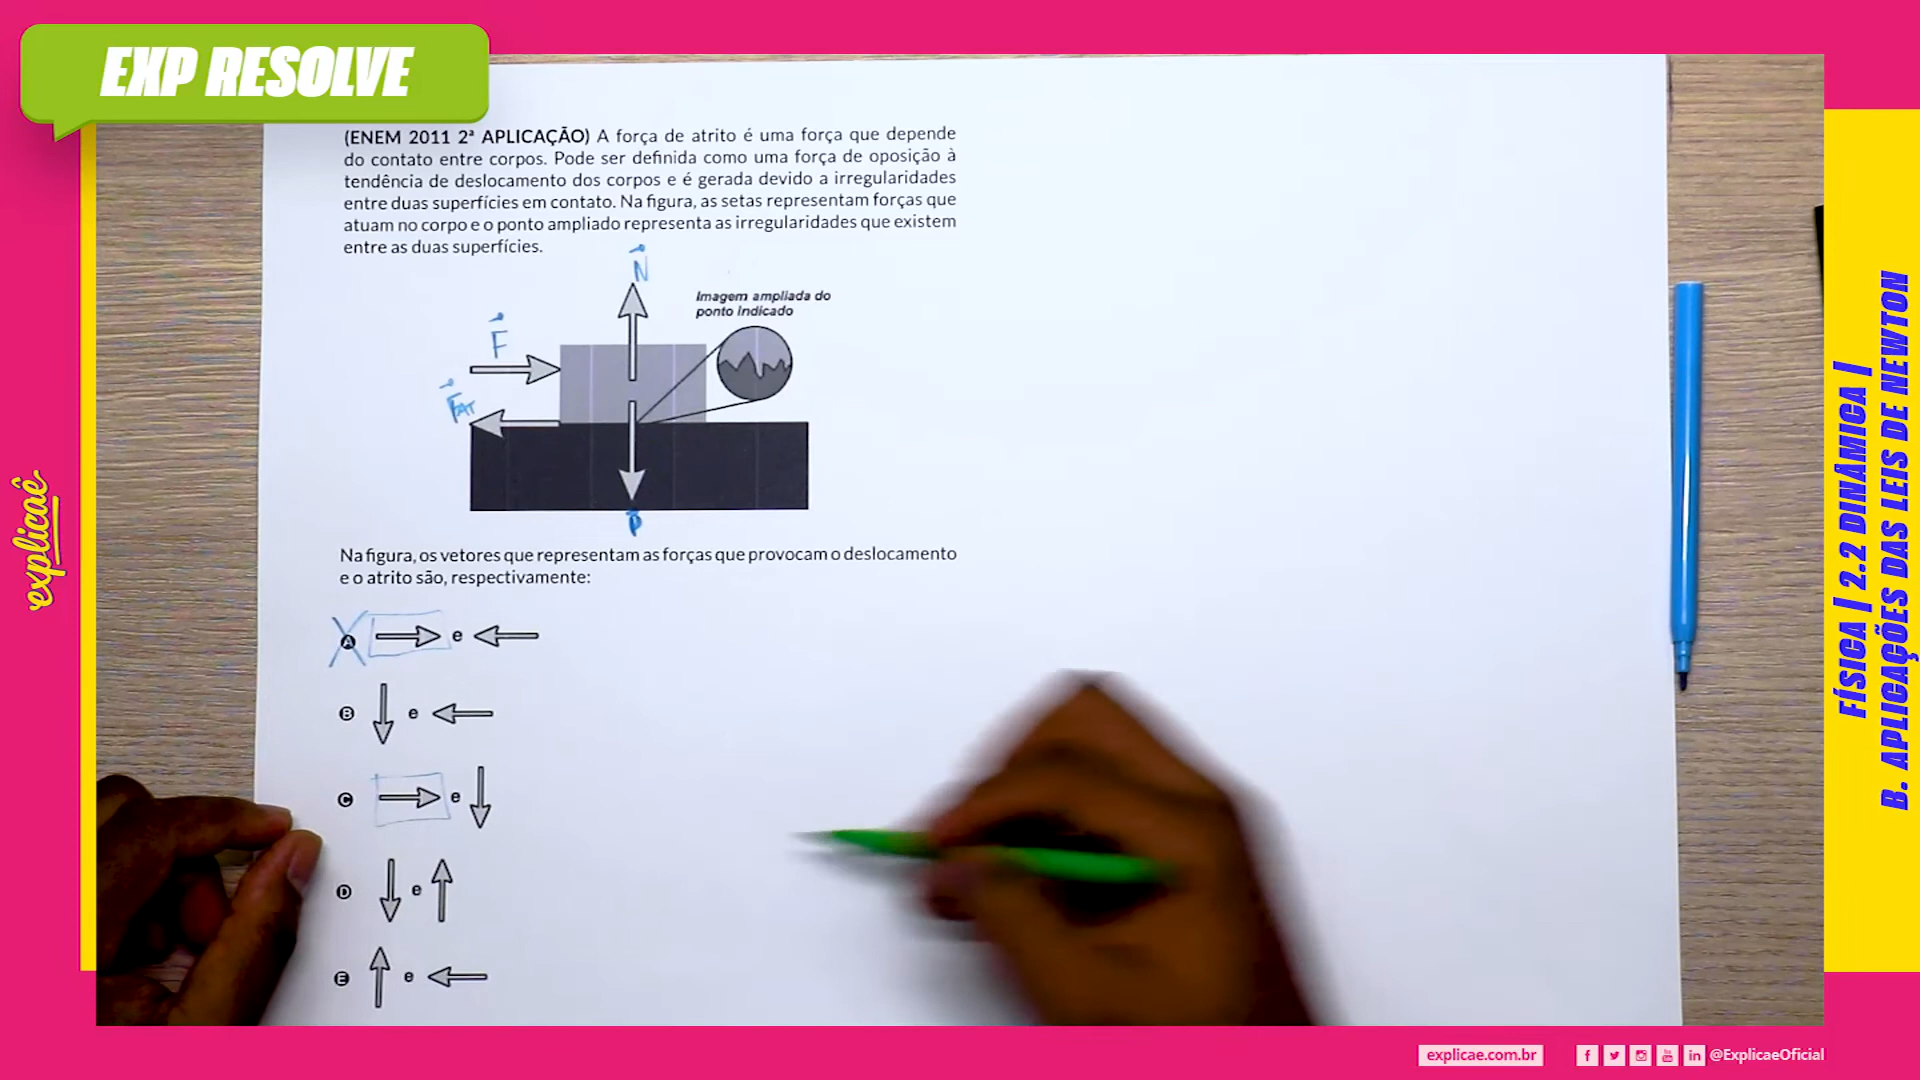 EXP RESOLVE
(ENEM 2011 2ª APLICAÇÃO) A força de atrito é uma força que depende
do contato entre corpos. Pode ser definida como uma força de oposição à
tendência de deslocamento dos corpos e é gerada devido a irregularidades
entre duas superfícies em contato. Na figura, as setas representam forças que
atuam no corpo e o ponto ampliado representa as irregularidades que existem
entre as duas superfícies.
N
Imagem ampliada do
ponto indicado
F
FAT
P
Na figura, os vetores que representam as forças que provocam o deslocamento
e o atrito são, respectivamente:
A e
B e
C e
D e
E e
explicaê
FÍSICA | 2.2 DINÂMICA |
B. APLICAÇÕES DAS LEIS DE NEWTON
explicae.com.br
@ExplicaeOficial